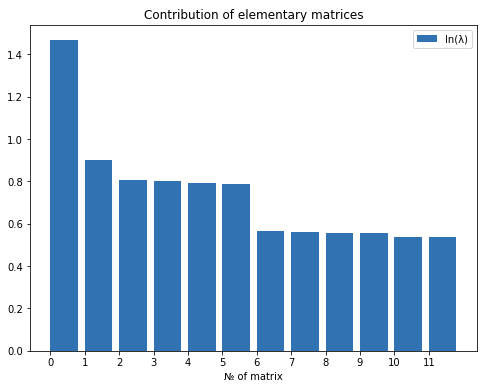 Contribution of elementary matrices
ln(λ)
1.4
1.2
1.0
0.8
0.6
0.4
0.2
0.0
0 1 2 3 4 5 6 7 8 9 10 11
№ of matrix